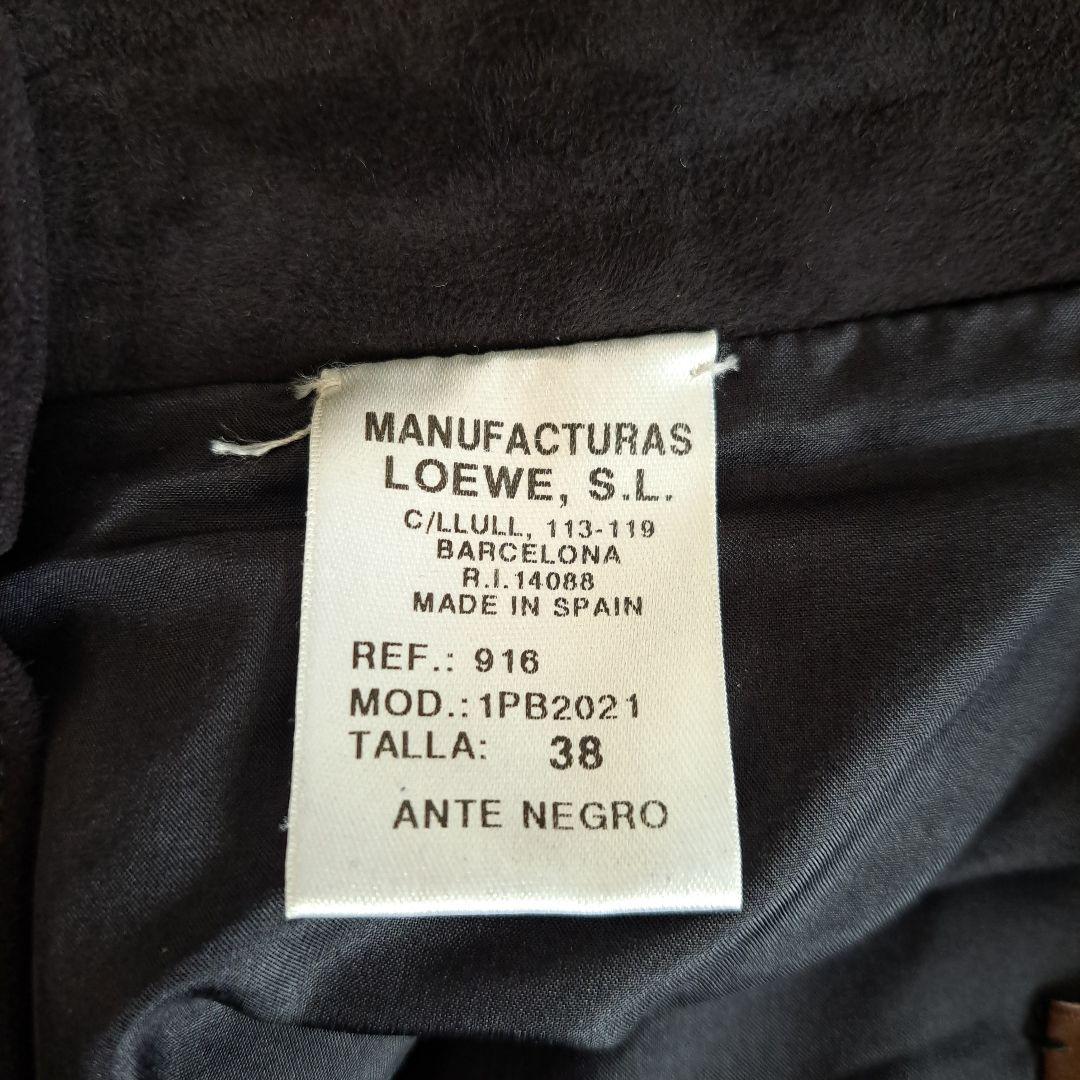 MANUFACTURAS
LOEWE, S.L.
C/LLULL, 113-119
BARCELONA
R.I.14088
MADE IN SPAIN
REF.: 916
MOD.: 1PB2021
TALLA: 38
ANTE NEGRO